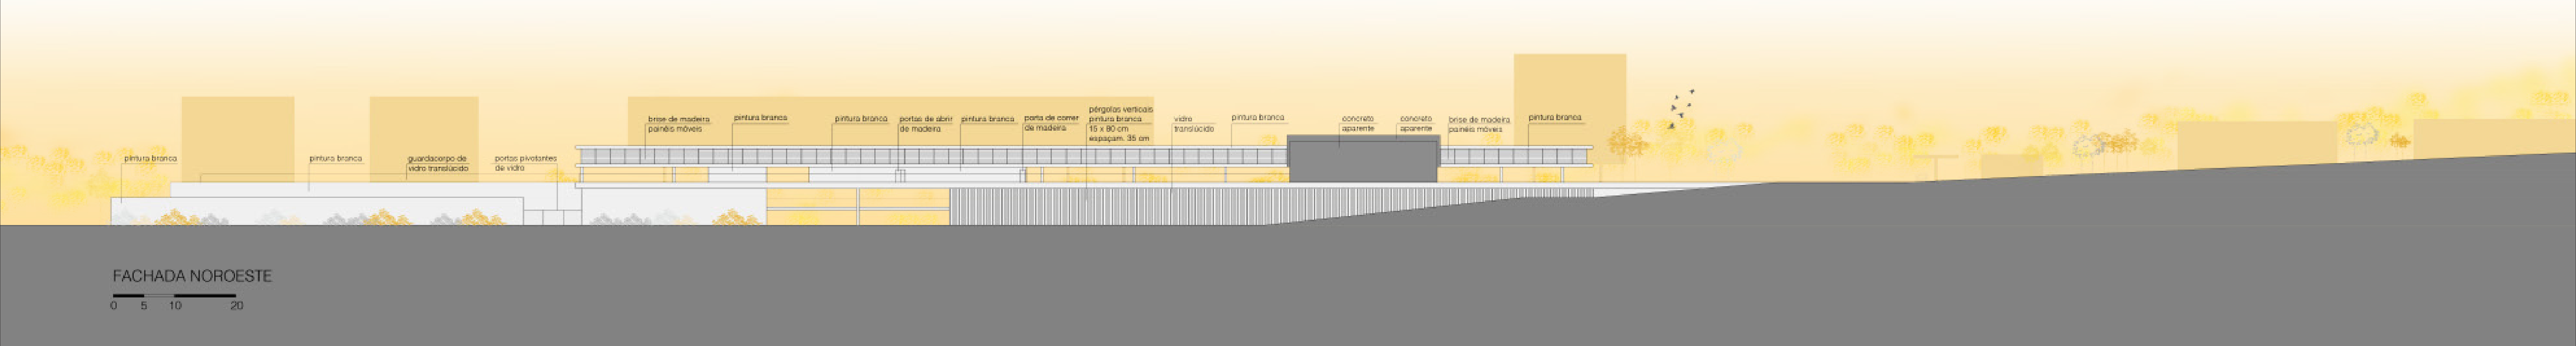 pintura branca
pintura branca
guardacorpo de
vidro translúcido
portas pivotantes
de vidro
brise de madeira
painéis móveis
pintura branca
pintura branca
portas de abrir
de madeira
pintura branca
porta de correr
de madeira
pérgolas verticais
pintura branca
15 x 80 cm
espaçam. 35 cm
vidro
translúcido
pintura branca
concreto
aparente
concreto
aparente
brise de madeira
painéis móveis
pintura branca
FACHADA NOROESTE
0 5 10 20